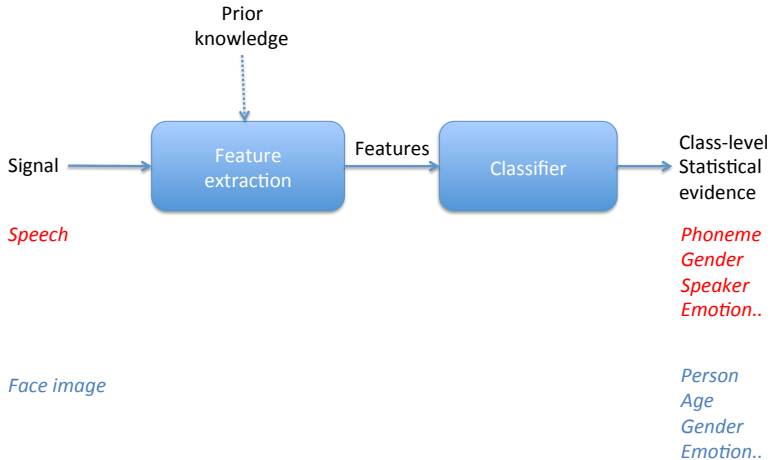 Prior
knowledge
Signal
Feature
extraction
Features
Classifier
Class-level
Statistical
evidence
Speech
Phoneme
Gender
Speaker
Emotion..
Face image
Person
Age
Gender
Emotion..